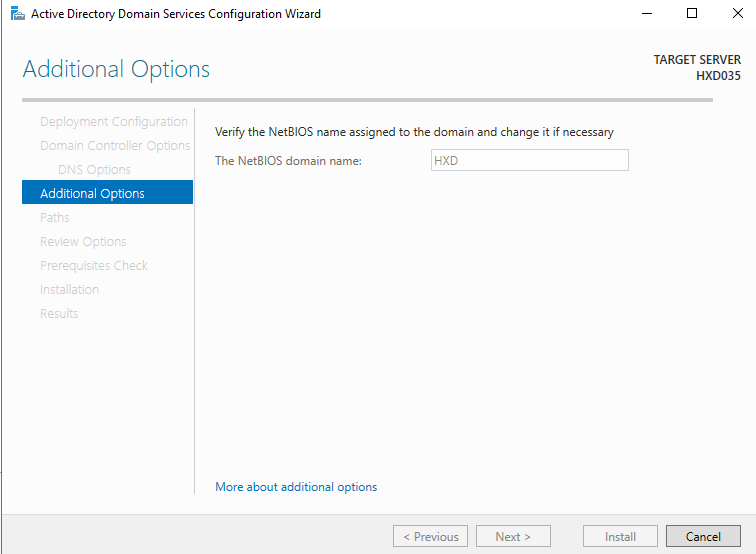 Active Directory Domain Services Configuration Wizard
Additional Options
TARGET SERVER
HXD035
Deployment Configuration
Domain Controller Options
DNS Options
Additional Options
Paths
Review Options
Prerequisites Check
Installation
Results
Verify the NetBIOS name assigned to the domain and change it if necessary
The NetBIOS domain name: HXD
More about additional options
< Previous Next > Install Cancel